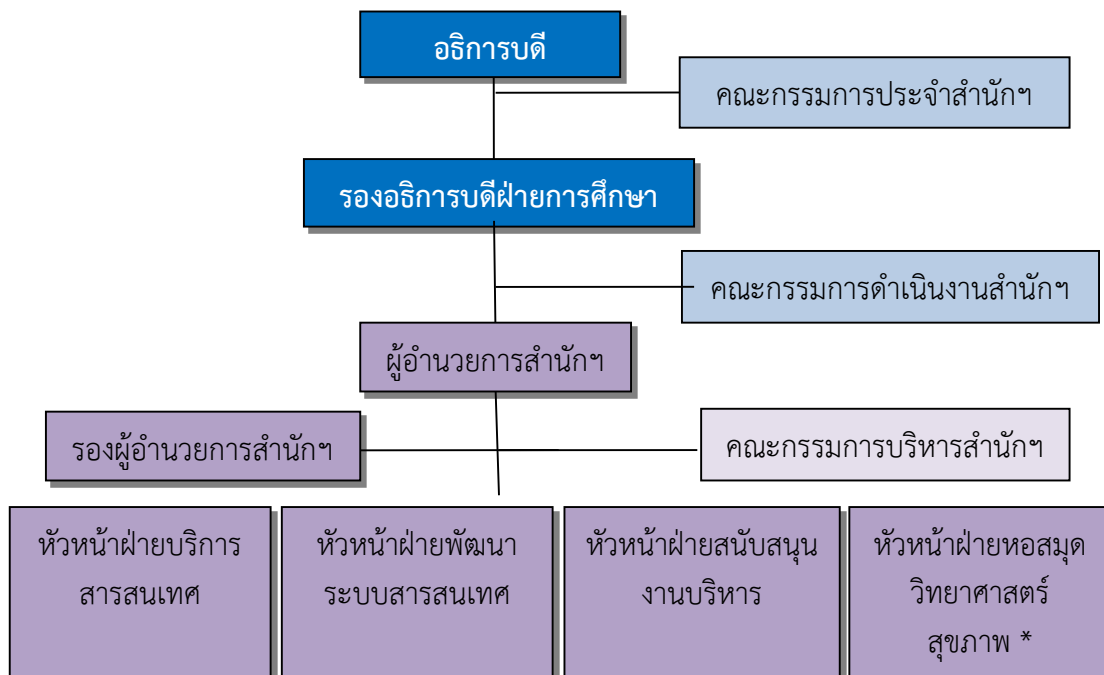 อธิการบดี
คณะกรรมการประจำสำนักฯ
รองอธิการบดีฝ่ายการศึกษา
คณะกรรมการดำเนินงานสำนักฯ
ผู้อำนวยการสำนักฯ
รองผู้อำนวยการสำนักฯ
คณะกรรมการบริหารสำนักฯ
หัวหน้าฝ่ายบริการ
สารสนเทศ
หัวหน้าฝ่ายพัฒนา
ระบบสารสนเทศ
หัวหน้าฝ่ายสนับสนุน
งานบริหาร
หัวหน้าฝ่ายหอสมุด
วิทยาศาสตร์
สุขภาพ *